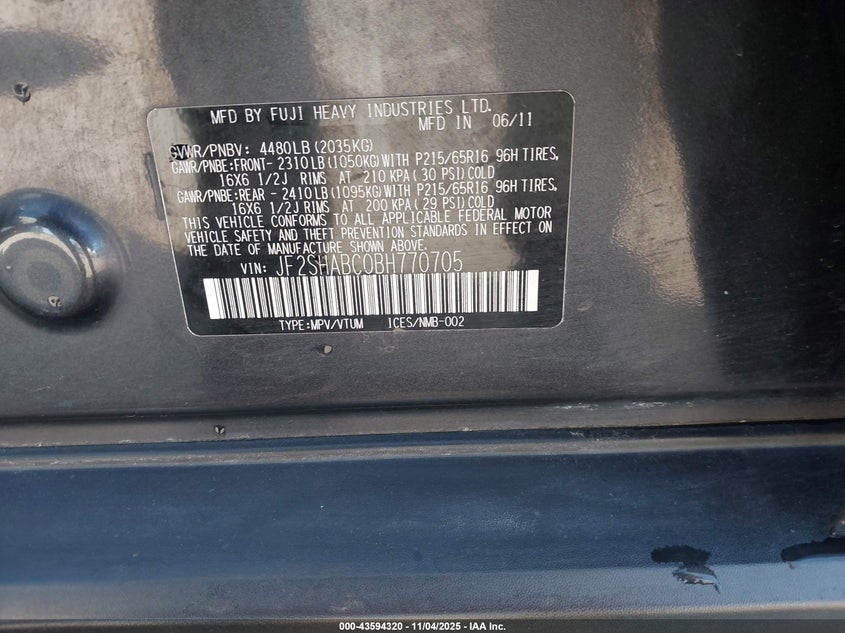 MFD BY FUJI HEAVY INDUSTRIES LTD.
MFD IN 06/11
GVWR/PNBV: 4480LB(2035KG)
GAWR/PNBE:FRONT-2310LB(1050KG)WITH P215/65R16 96H TIRES,
16X6 1/2J RIMS AT 210KPA(30 PSI)COLD
GAWR/PNBE:REAR -2410LB(1095KG)WITH P215/65R16 96H TIRES,
16X6 1/2J RIMS AT 200KPA(29 PSI)COLD
THIS VEHICLE CONFORMS TO ALL APPLICABLE FEDERAL MOTOR
VEHICLE SAFETY AND THEFT PREVENTION STANDARDS IN EFFECT ON
THE DATE OF MANUFACTURE SHOWN ABOVE.
VIN: JF2SHABC0BH770705
TYPE:MPV/VTUM ICES/NMB-002
000-43594320 - 11/04/2025 - IAA Inc.